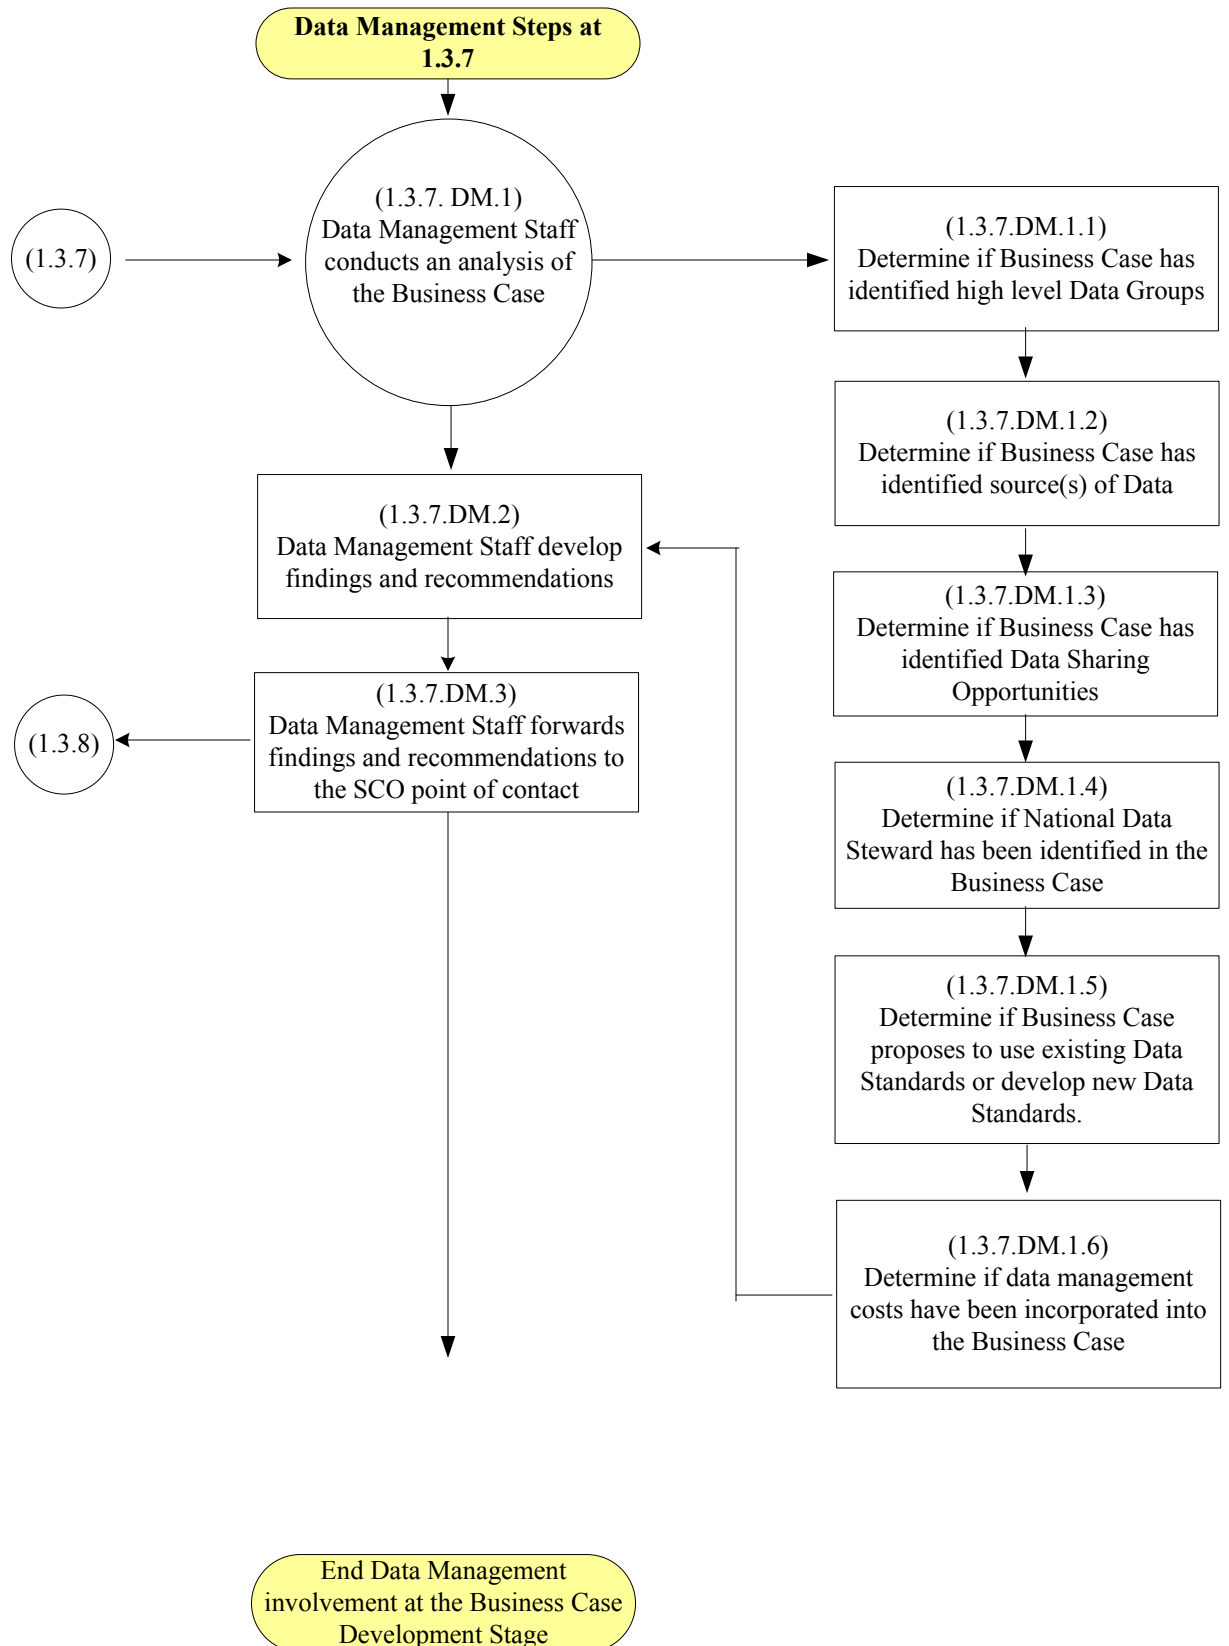 Data Management Steps at
1.3.7
(1.3.7)
(1.3.7. DM.1)
Data Management Staff
conducts an analysis of
the Business Case
(1.3.7.DM.1.1)
Determine if Business Case has
identified high level Data Groups
(1.3.7.DM.1.2)
Determine if Business Case has
identified source(s) of Data
(1.3.7.DM.1.3)
Determine if Business Case has
identified Data Sharing
Opportunities
(1.3.7.DM.1.4)
Determine if National Data
Steward has been identified in the
Business Case
(1.3.7.DM.1.5)
Determine if Business Case
proposes to use existing Data
Standards or develop new Data
Standards.
(1.3.7.DM.1.6)
Determine if data management
costs have been incorporated into
the Business Case
(1.3.7.DM.2)
Data Management Staff develop
findings and recommendations
(1.3.7.DM.3)
Data Management Staff forwards
findings and recommendations to
the SCO point of contact
(1.3.8)
End Data Management
involvement at the Business Case
Development Stage